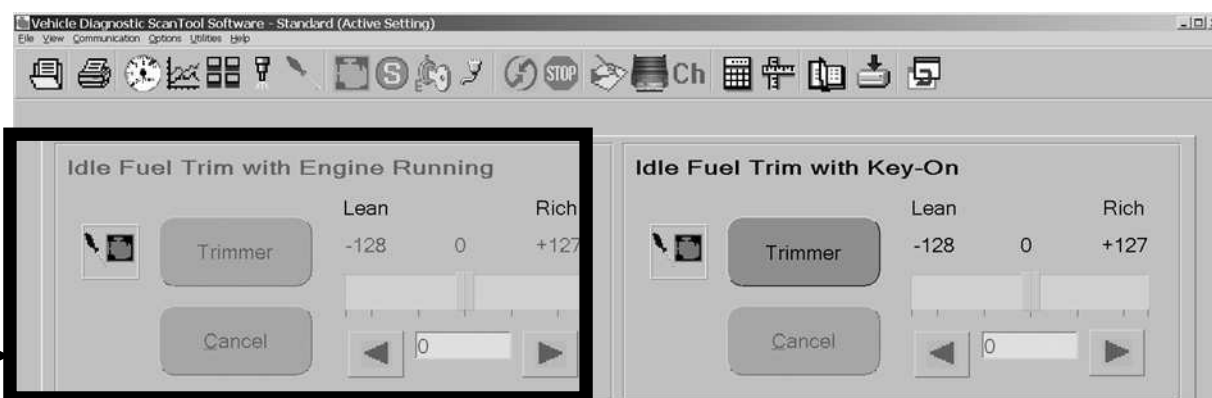 Vehicle Diagnostic ScanTool Software - Standard (Active Setting)
File View Communication Options Utilities Help
S STOP Ch
Idle Fuel Trim with Engine Running
Lean Rich
Trimmer -128 0 +127
Cancel 0
Idle Fuel Trim with Key-On
Lean Rich
Trimmer -128 0 +127
Cancel 0